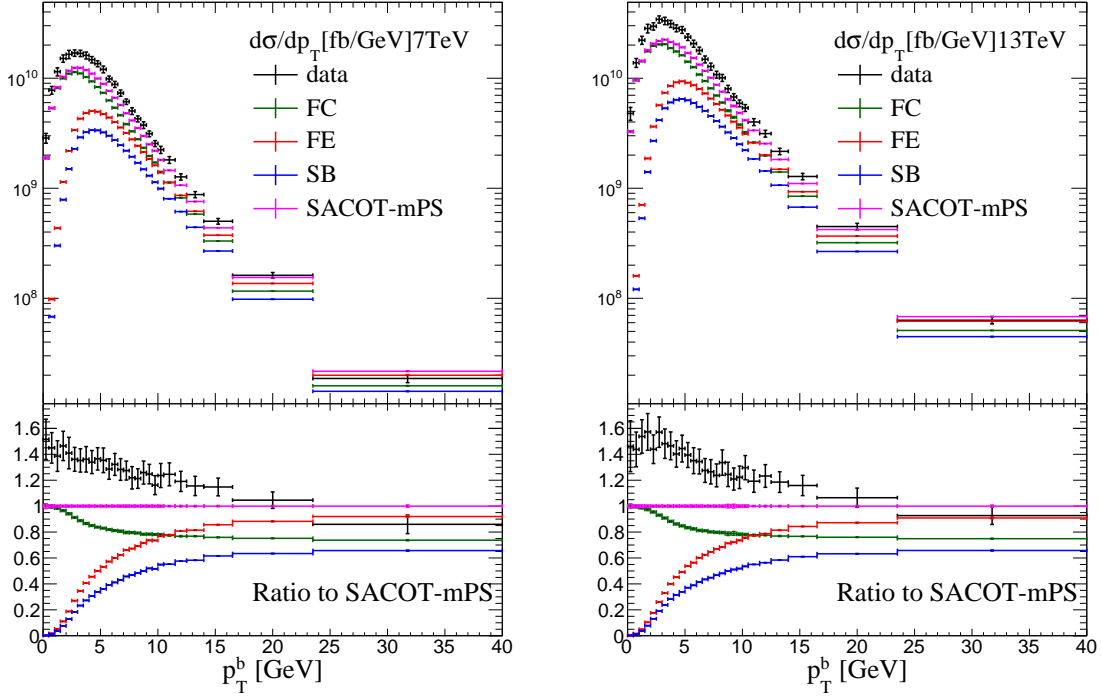 dσ/dp_T[fb/GeV]7TeV
data
FC
FE
SB
SACOT-mPS
10^10
10^9
10^8
1.6
1.4
1.2
1
0.8
0.6
0.4
0.2
0
Ratio to SACOT-mPS
0 5 10 15 20 25 30 35 40
p_T^b [GeV]
dσ/dp_T[fb/GeV]13TeV
data
FC
FE
SB
SACOT-mPS
10^10
10^9
10^8
1.6
1.4
1.2
1
0.8
0.6
0.4
0.2
0
Ratio to SACOT-mPS
0 5 10 15 20 25 30 35 40
p_T^b [GeV]